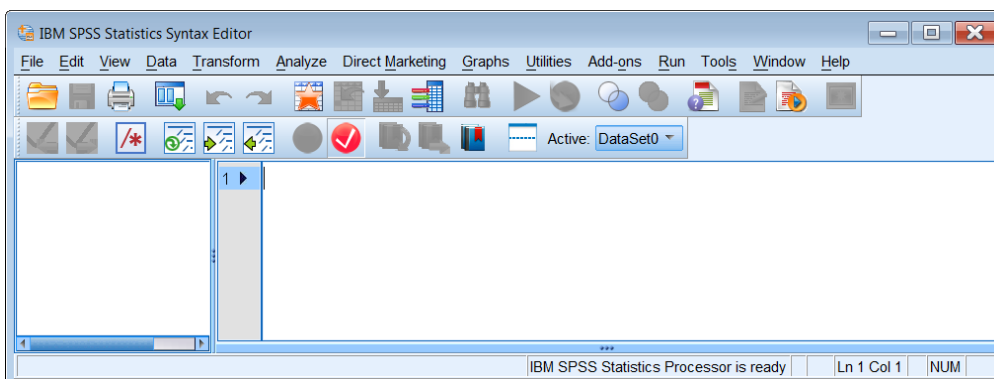 IBM SPSS Statistics Syntax Editor
File Edit View Data Transform Analyze Direct Marketing Graphs Utilities Add-ons Run Tools Window Help
/*
Active: DataSet0
1
IBM SPSS Statistics Processor is ready Ln 1 Col 1 NUM